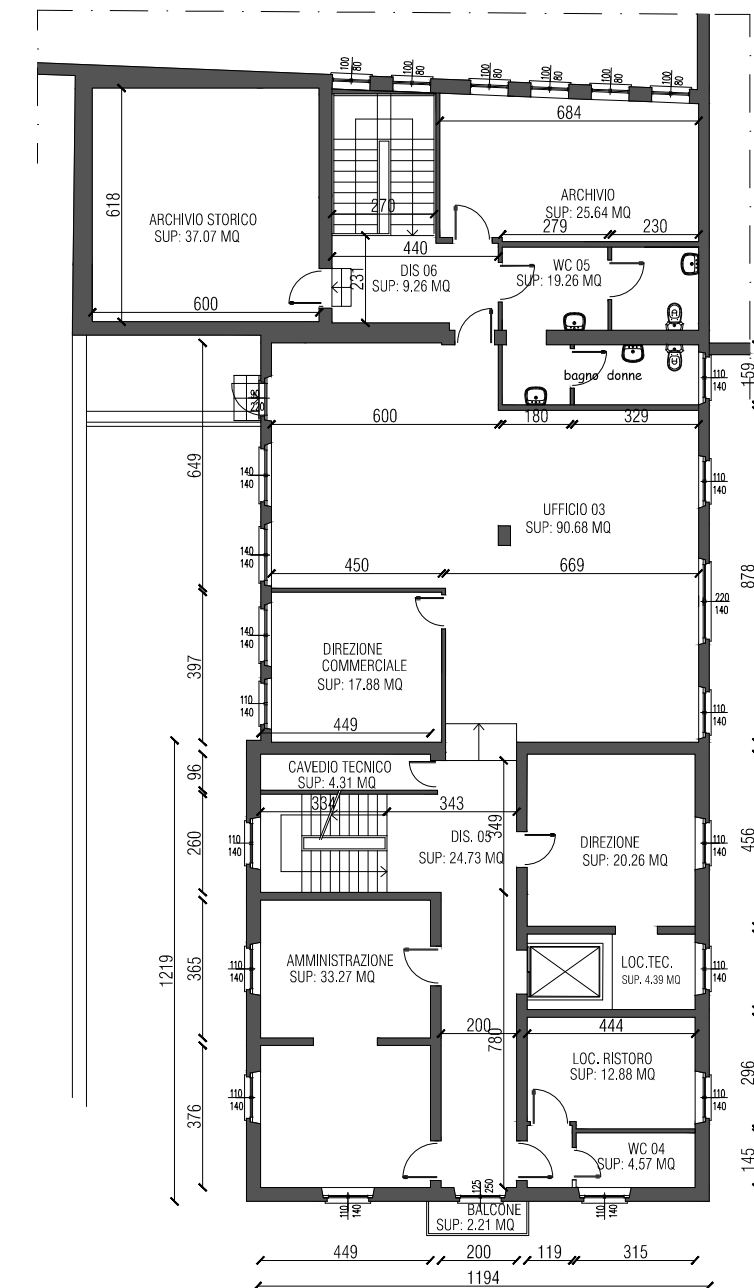 100
80
100
80
100
80
100
80
100
80
100
80
684
618
ARCHIVIO STORICO
SUP: 37.07 MQ
600
270
440
231
DIS 06
SUP: 9.26 MQ
ARCHIVIO
SUP: 25.64 MQ
279
230
WC 05
SUP: 19.26 MQ
bagno donne
110
140
159
90
220
600
180
329
649
140
140
110
140
UFFICIO 03
SUP: 90.68 MQ
140
140
450
669
878
220
140
397
140
140
DIREZIONE
COMMERCIALE
SUP: 17.88 MQ
110
140
110
140
449
96
CAVEDIO TECNICO
SUP: 4.31 MQ
334
343
349
260
110
140
DIS. 05
SUP: 24.73 MQ
DIREZIONE
SUP: 20.26 MQ
110
140
456
1219
365
110
140
AMMINISTRAZIONE
SUP: 33.27 MQ
LOC.TEC.
SUP. 4.39 MQ
110
140
200
780
444
376
110
140
LOC. RISTORO
SUP: 12.88 MQ
110
140
296
WC 04
SUP: 4.57 MQ
145
110
140
125
250
110
140
BALCONE
SUP: 2.21 MQ
449
200
119
315
1194